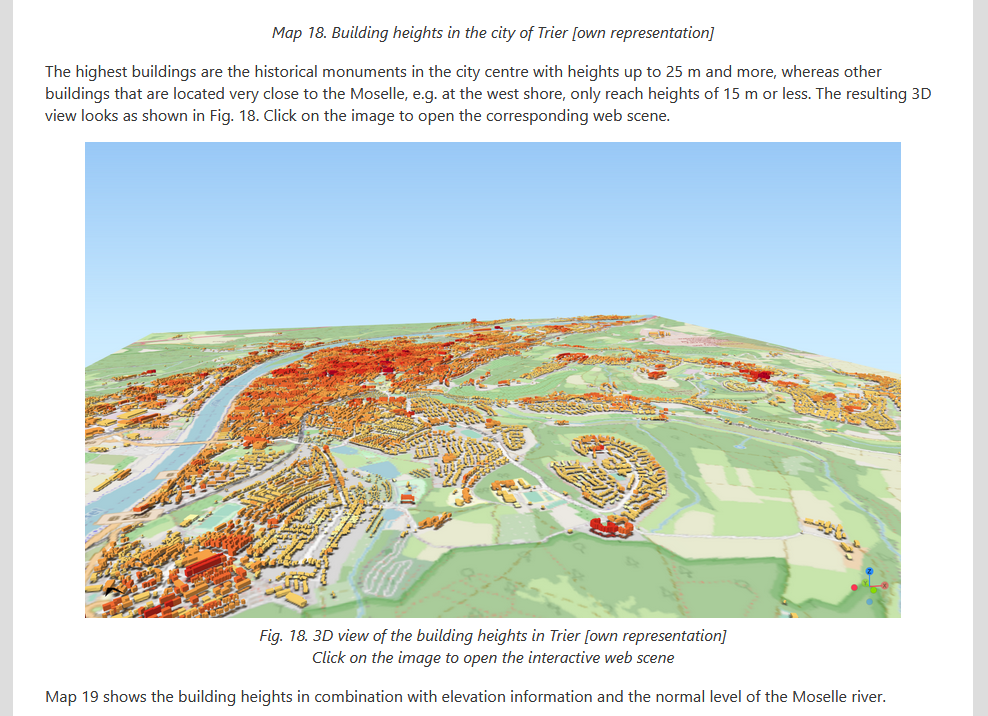 Map 18. Building heights in the city of Trier [own representation]
The highest buildings are the historical monuments in the city centre with heights up to 25 m and more, whereas other
buildings that are located very close to the Moselle, e.g. at the west shore, only reach heights of 15 m or less. The resulting 3D
view looks as shown in Fig. 18. Click on the image to open the corresponding web scene.
Fig. 18. 3D view of the building heights in Trier [own representation]
Click on the image to open the interactive web scene
Map 19 shows the building heights in combination with elevation information and the normal level of the Moselle river.